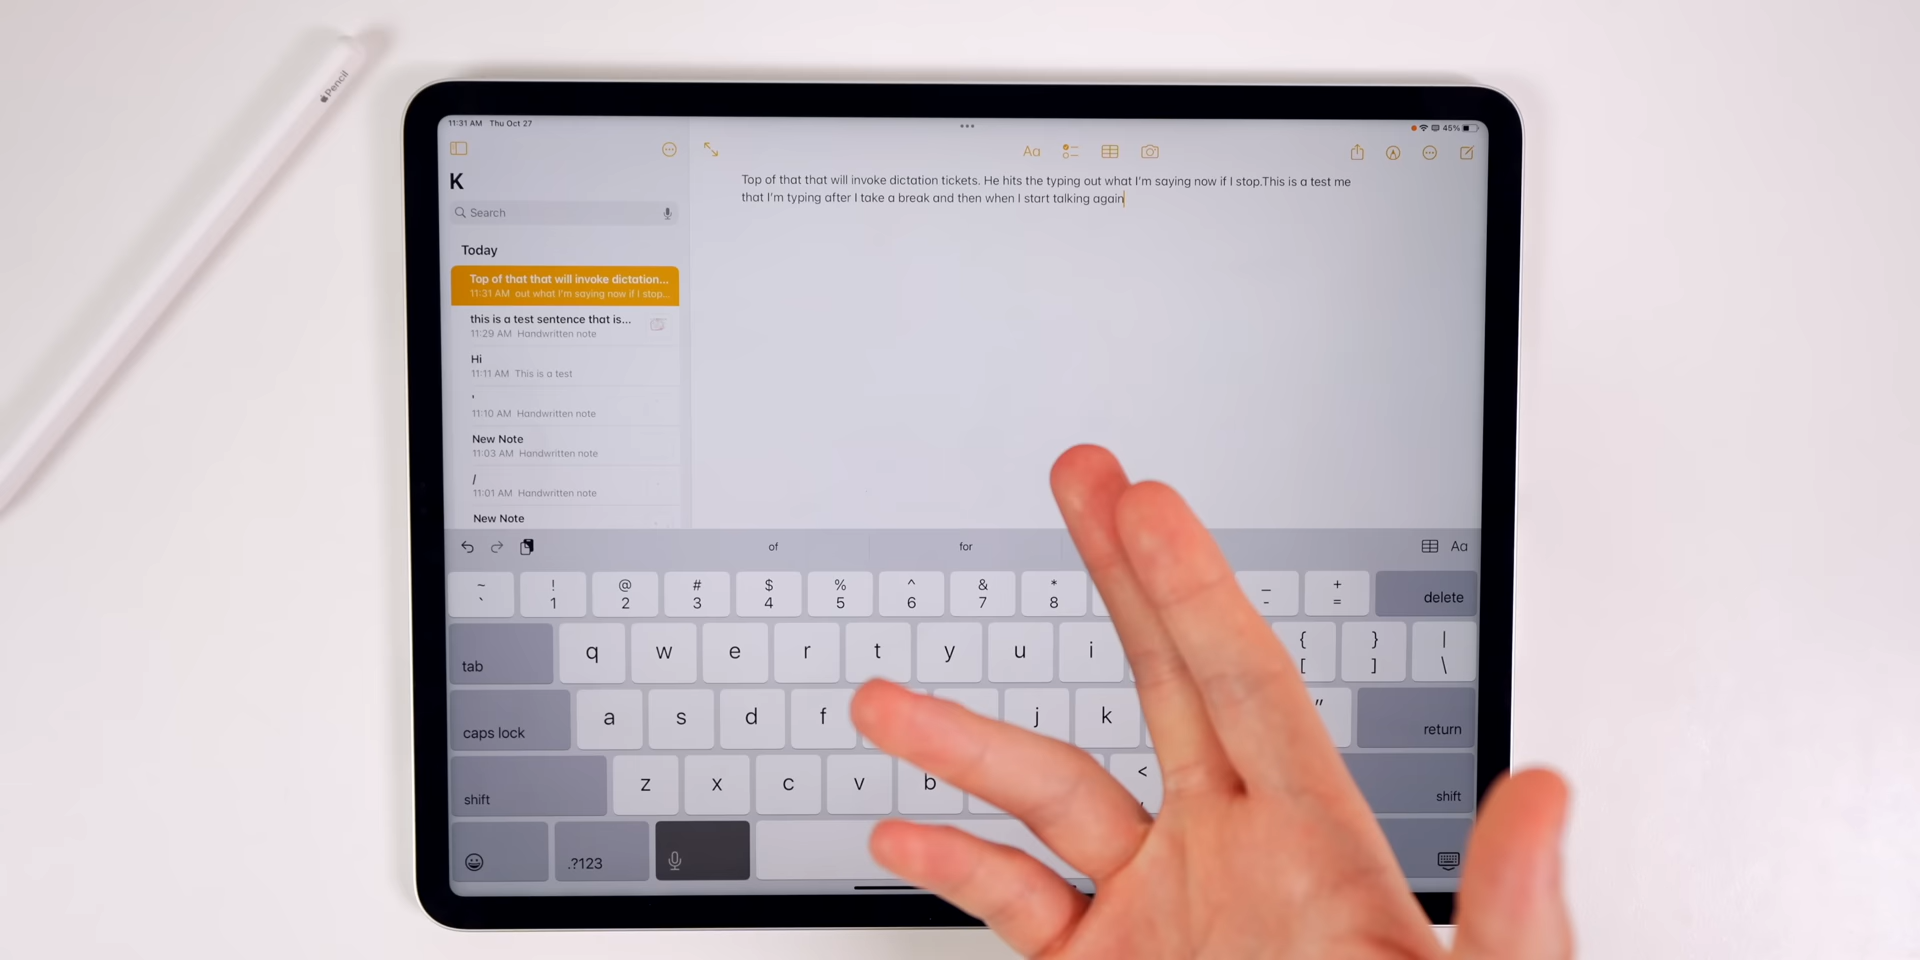 Pencil
11:31 AM Thu Oct 27
45%
K
Search
Today
Top of that that will invoke dictation...
11:31 AM out what I'm saying now if I stop...
this is a test sentence that is...
11:29 AM Handwritten note
Hi
11:11 AM This is a test
'
11:10 AM Handwritten note
New Note
11:03 AM Handwritten note
/
11:01 AM Handwritten note
New Note
Aa
Top of that that will invoke dictation tickets. He hits the typing out what I'm saying now if I stop.This is a test me
that I'm typing after I take a break and then when I start talking again
of for Aa
~ ! @ # $ % ^ & * _ +
` 1 2 3 4 5 6 7 8 - = delete
tab q w e r t y u i { [ } ] | \
caps lock a s d f j k " return
shift z x c v b < , shift
.?123